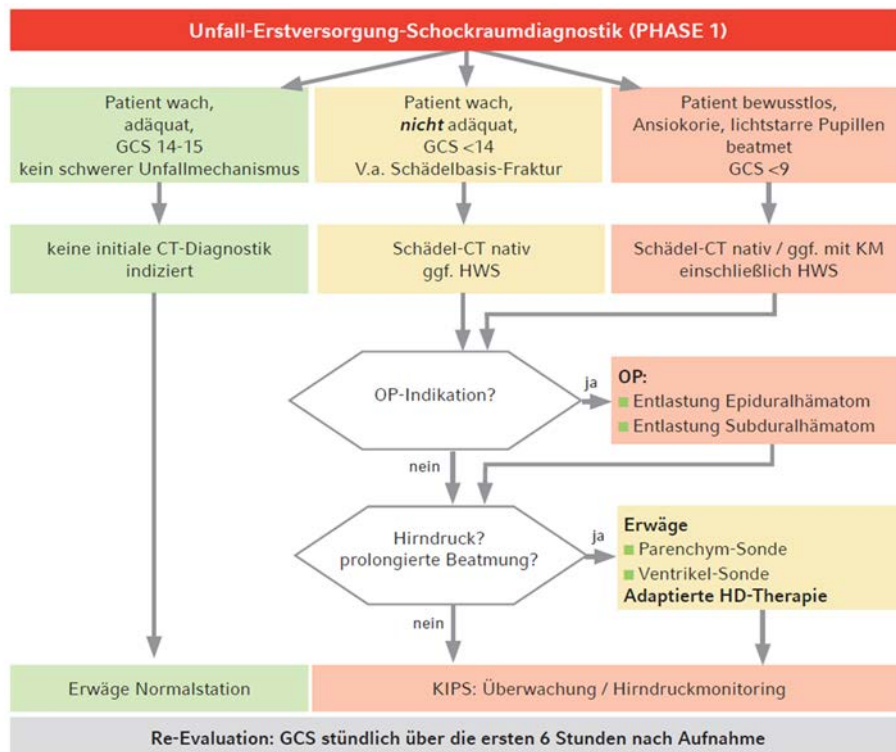 Unfall-Erstversorgung-Schockraumdiagnostik (PHASE 1)
Patient wach,
adäquat,
GCS 14-15
kein schwerer Unfallmechanismus
Patient wach,
nicht adäquat,
GCS <14
V.a. Schädelbasis-Fraktur
Patient bewusstlos,
Ansiokorie, lichtstarre Pupillen
beatmet
GCS <9
keine initiale CT-Diagnostik
indiziert
Schädel-CT nativ
ggf. HWS
Schädel-CT nativ / ggf. mit KM
einschließlich HWS
OP-Indikation?
ja
OP:
Entlastung Epiduralhämatom
Entlastung Subduralhämatom
nein
Hirndruck?
prolongierte Beatmung?
ja
Erwäge
Parenchym-Sonde
Ventrikel-Sonde
Adaptierte HD-Therapie
nein
Erwäge Normalstation
KIPS: Überwachung / Hirndruckmonitoring
Re-Evaluation: GCS stündlich über die ersten 6 Stunden nach Aufnahme